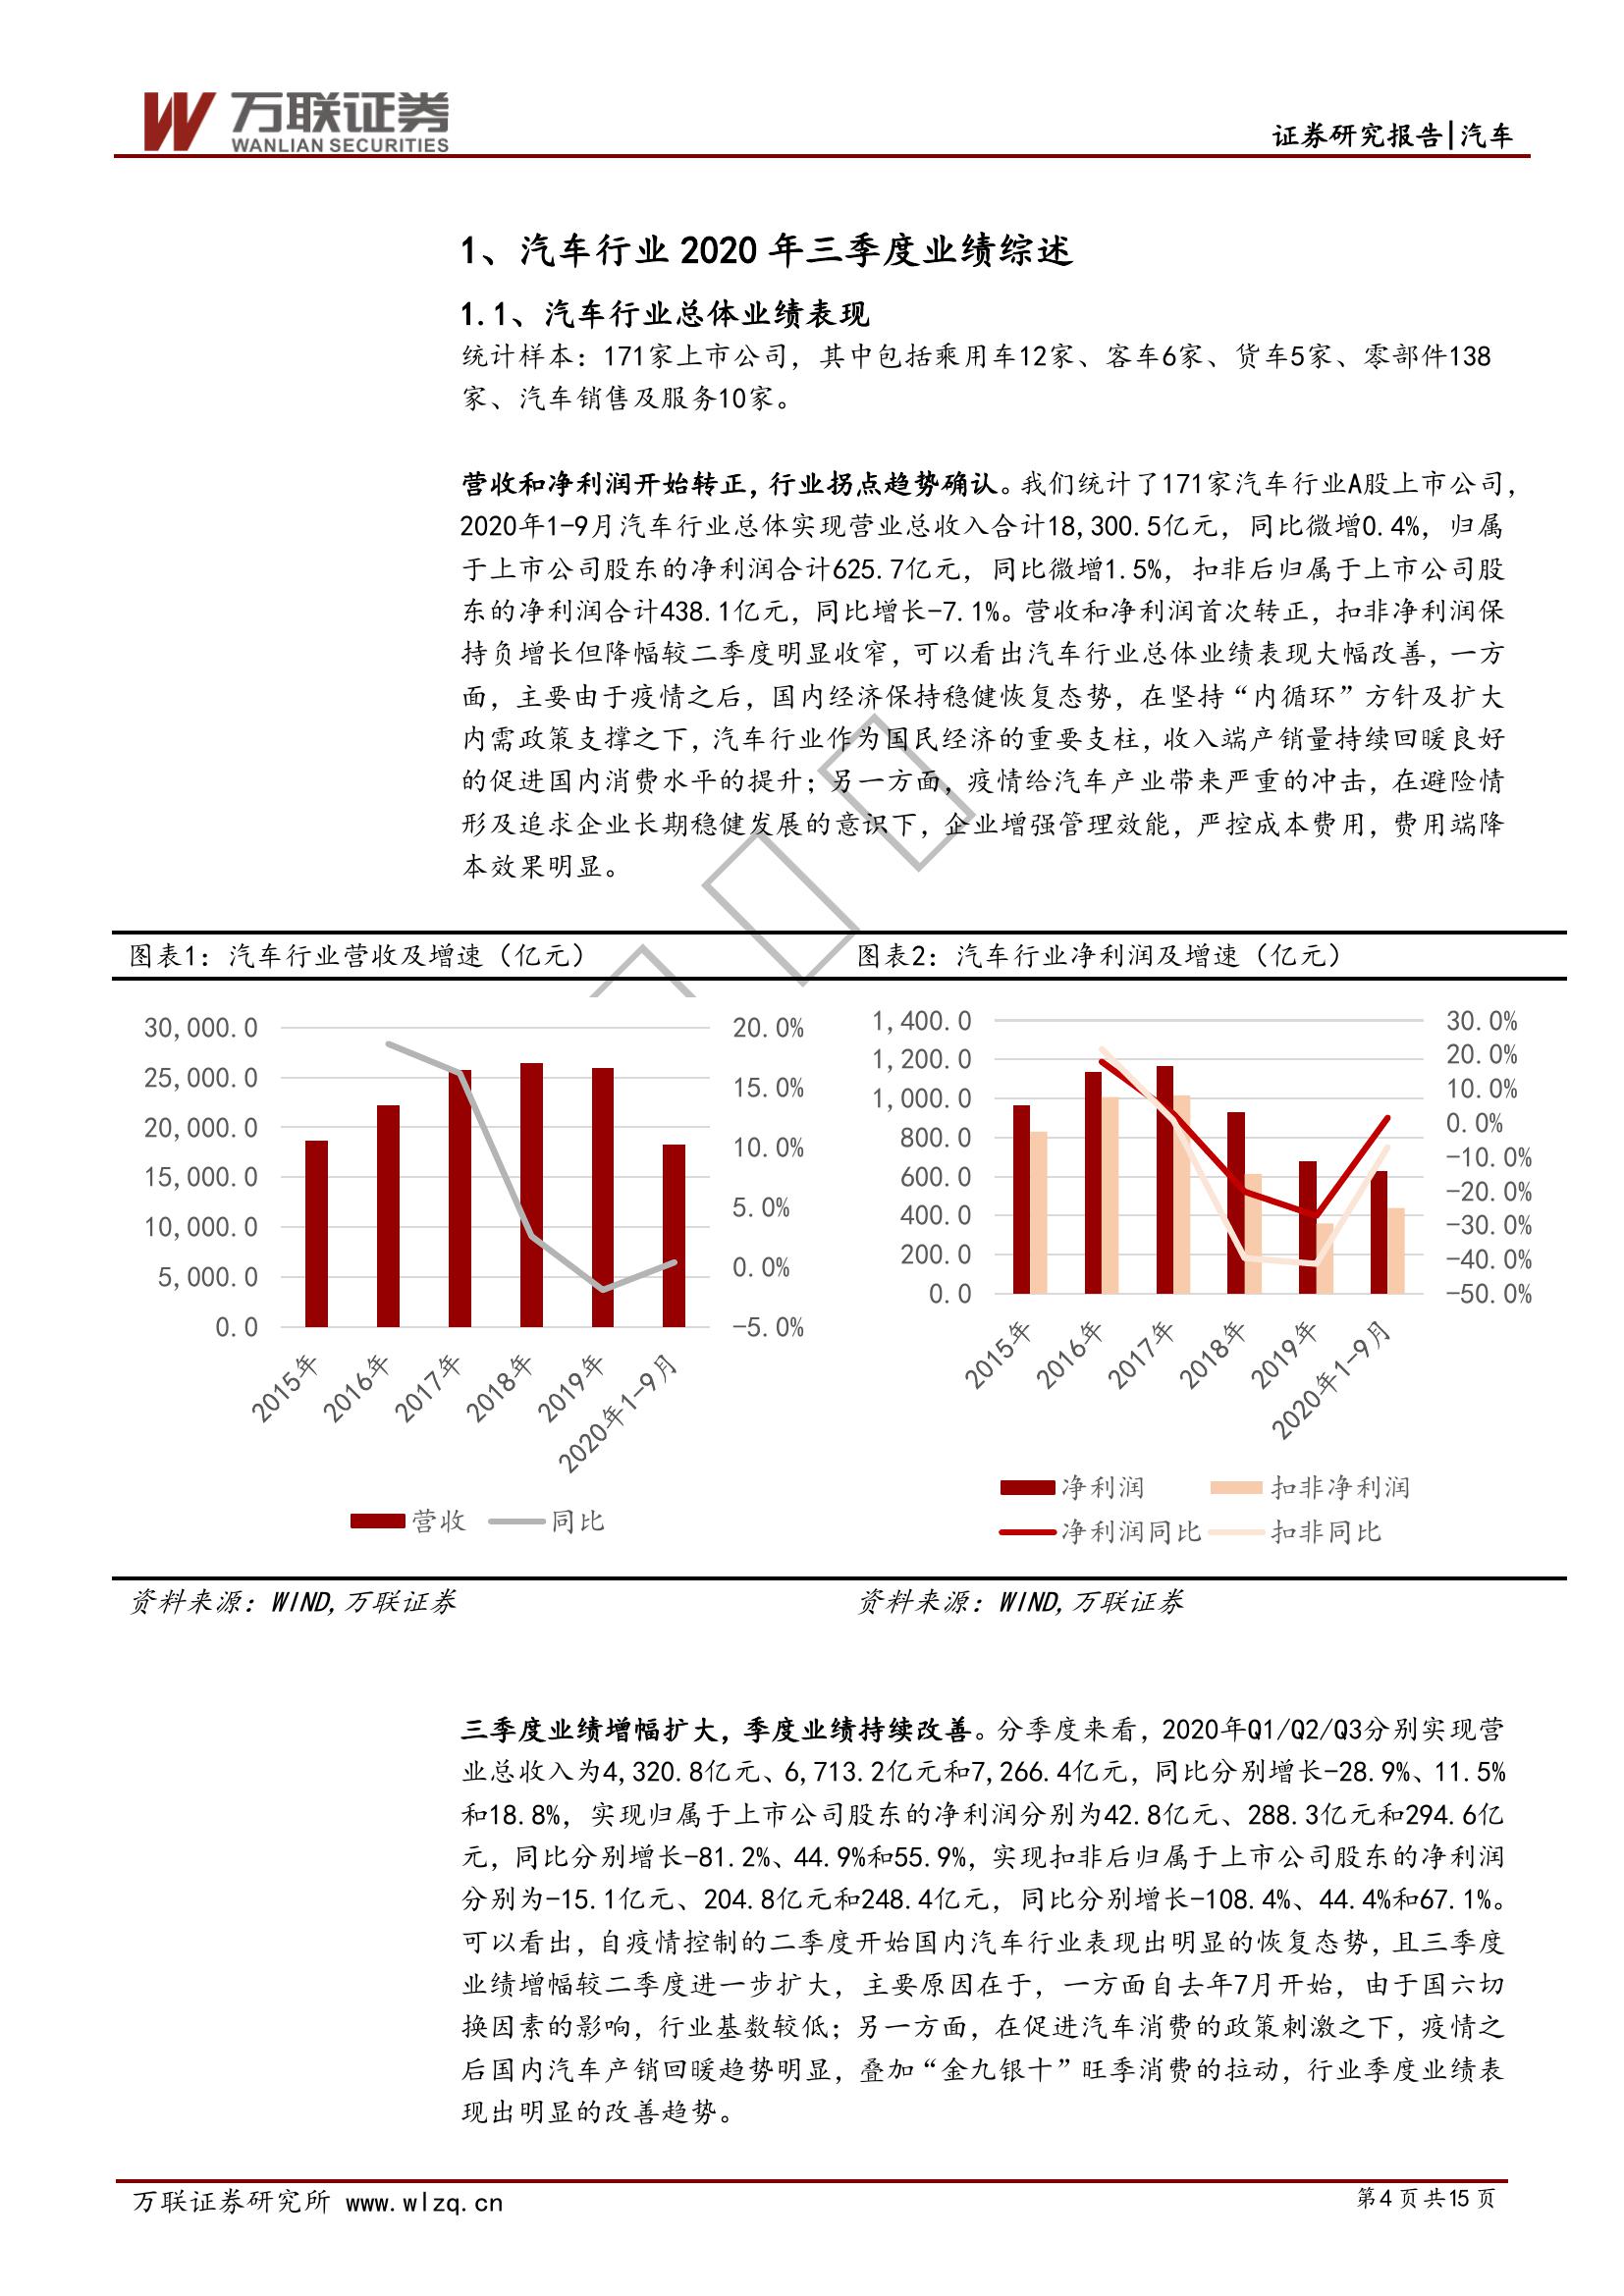 万联证券
WANLIAN SECURITIES
证券研究报告|汽车
1、汽车行业 2020 年三季度业绩综述
1.1、汽车行业总体业绩表现
统计样本：171家上市公司，其中包括乘用车12家、客车6家、货车5家、零部件138
家、汽车销售及服务10家。
营收和净利润开始转正，行业拐点趋势确认。我们统计了171家汽车行业A股上市公司，
2020年1-9月汽车行业总体实现营业总收入合计18,300.5亿元，同比微增0.4%，归属
于上市公司股东的净利润合计625.7亿元，同比微增1.5%，扣非后归属于上市公司股
东的净利润合计438.1亿元，同比增长-7.1%。营收和净利润首次转正，扣非净利润保
持负增长但降幅较二季度明显收窄，可以看出汽车行业总体业绩表现大幅改善，一方
面，主要由于疫情之后，国内经济保持稳健恢复态势，在坚持“内循环”方针及扩大
内需政策支撑之下，汽车行业作为国民经济的重要支柱，收入端产销量持续回暖良好
的促进国内消费水平的提升；另一方面，疫情给汽车产业带来严重的冲击，在避险情
形及追求企业长期稳健发展的意识下，企业增强管理效能，严控成本费用，费用端降
本效果明显。
图表1：汽车行业营收及增速（亿元）
30,000.0
25,000.0
20,000.0
15,000.0
10,000.0
5,000.0
0.0
20.0%
15.0%
10.0%
5.0%
0.0%
-5.0%
2015年
2016年
2017年
2018年
2019年
2020年1-9月
营收 同比
资料来源：WIND,万联证券
图表2：汽车行业净利润及增速（亿元）
1,400.0
1,200.0
1,000.0
800.0
600.0
400.0
200.0
0.0
30.0%
20.0%
10.0%
0.0%
-10.0%
-20.0%
-30.0%
-40.0%
-50.0%
2015年
2016年
2017年
2018年
2019年
2020年1-9月
净利润 扣非净利润
净利润同比 扣非同比
资料来源：WIND,万联证券
三季度业绩增幅扩大，季度业绩持续改善。分季度来看，2020年Q1/Q2/Q3分别实现营
业总收入为4,320.8亿元、6,713.2亿元和7,266.4亿元，同比分别增长-28.9%、11.5%
和18.8%，实现归属于上市公司股东的净利润分别为42.8亿元、288.3亿元和294.6亿
元，同比分别增长-81.2%、44.9%和55.9%，实现扣非后归属于上市公司股东的净利润
分别为-15.1亿元、204.8亿元和248.4亿元，同比分别增长-108.4%、44.4%和67.1%。
可以看出，自疫情控制的二季度开始国内汽车行业表现出明显的恢复态势，且三季度
业绩增幅较二季度进一步扩大，主要原因在于，一方面自去年7月开始，由于国六切
换因素的影响，行业基数较低；另一方面，在促进汽车消费的政策刺激之下，疫情之
后国内汽车产销回暖趋势明显，叠加“金九银十”旺季消费的拉动，行业季度业绩表
现出明显的改善趋势。
万联证券研究所 www.wlzq.cn
第4页共15页